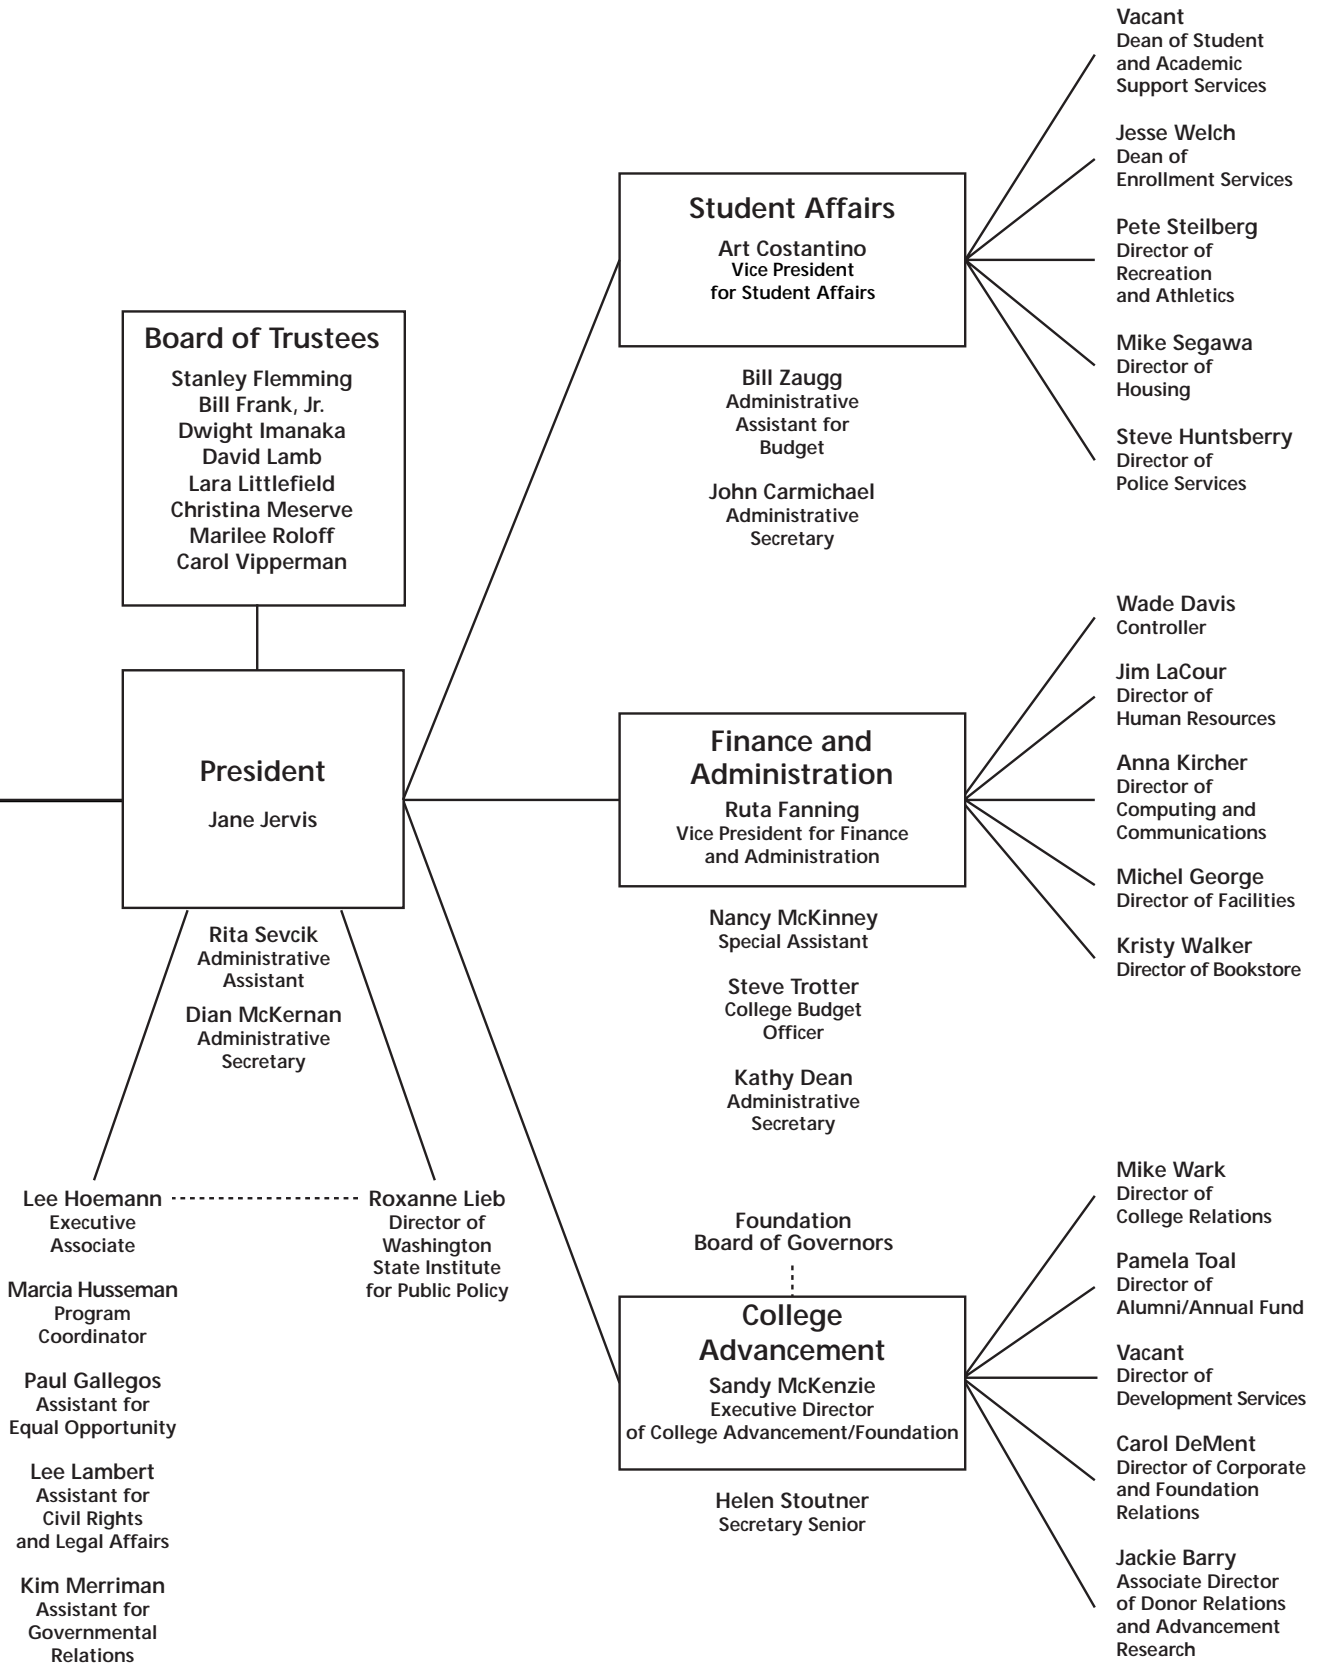 Board of Trustees
Stanley Flemming
Bill Frank, Jr.
Dwight Imanaka
David Lamb
Lara Littlefield
Christina Meserve
Marilee Roloff
Carol Vipperman
President
Jane Jervis
Rita Sevcik
Administrative
Assistant
Dian McKernan
Administrative
Secretary
Lee Hoemann
Executive
Associate
Marcia Husseman
Program
Coordinator
Paul Gallegos
Assistant for
Equal Opportunity
Lee Lambert
Assistant for
Civil Rights
and Legal Affairs
Kim Merriman
Assistant for
Governmental
Relations
Roxanne Lieb
Director of
Washington
State Institute
for Public Policy
Student Affairs
Art Costantino
Vice President
for Student Affairs
Bill Zaugg
Administrative
Assistant for
Budget
John Carmichael
Administrative
Secretary
Vacant
Dean of Student
and Academic
Support Services
Jesse Welch
Dean of
Enrollment Services
Pete Steilberg
Director of
Recreation
and Athletics
Mike Segawa
Director of
Housing
Steve Huntsberry
Director of
Police Services
Finance and
Administration
Ruta Fanning
Vice President for Finance
and Administration
Nancy McKinney
Special Assistant
Steve Trotter
College Budget
Officer
Kathy Dean
Administrative
Secretary
Wade Davis
Controller
Jim LaCour
Director of
Human Resources
Anna Kircher
Director of
Computing and
Communications
Michel George
Director of Facilities
Kristy Walker
Director of Bookstore
Foundation
Board of Governors
College
Advancement
Sandy McKenzie
Executive Director
of College Advancement/Foundation
Helen Stoutner
Secretary Senior
Mike Wark
Director of
College Relations
Pamela Toal
Director of
Alumni/Annual Fund
Vacant
Director of
Development Services
Carol DeMent
Director of Corporate
and Foundation
Relations
Jackie Barry
Associate Director
of Donor Relations
and Advancement
Research